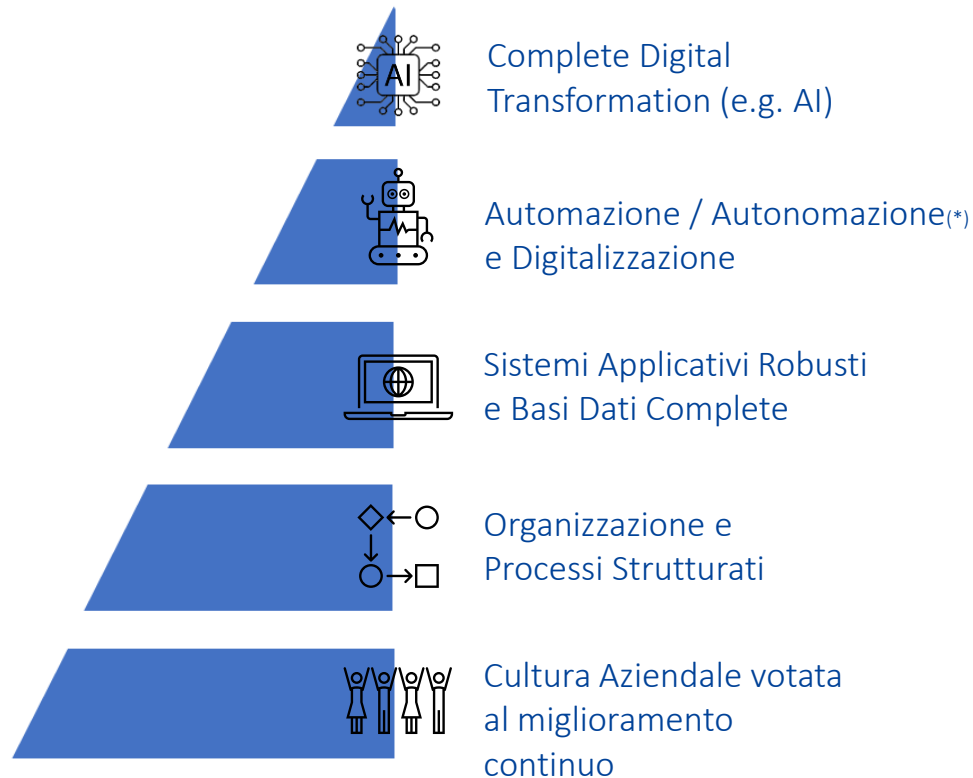 AI
Complete Digital
Transformation (e.g. AI)
Automazione / Autonomazione(*)
e Digitalizzazione
Sistemi Applicativi Robusti
e Basi Dati Complete
Organizzazione e
Processi Strutturati
Cultura Aziendale votata
al miglioramento
continuo